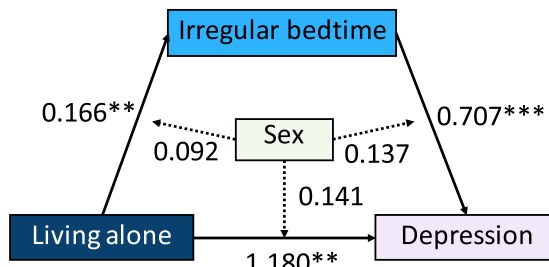 Irregular bedtime
0.166**
Sex
0.707***
0.092
0.137
0.141
Living alone
Depression
1.180**